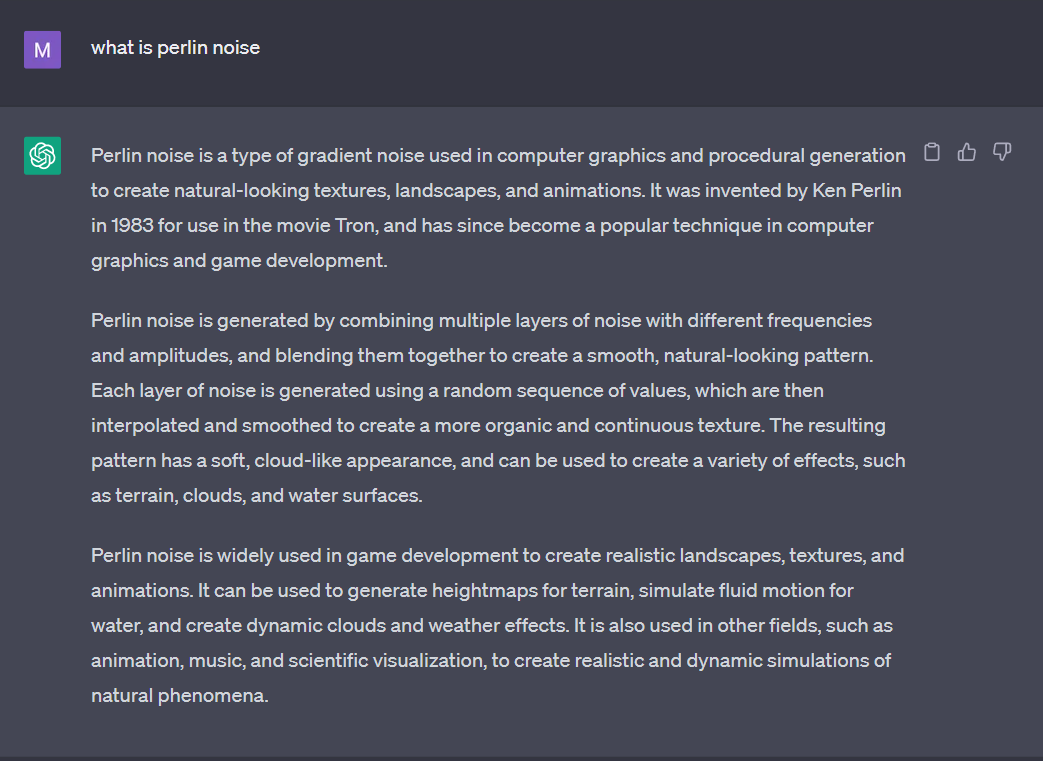 M
what is perlin noise
Perlin noise is a type of gradient noise used in computer graphics and procedural generation
to create natural-looking textures, landscapes, and animations. It was invented by Ken Perlin
in 1983 for use in the movie Tron, and has since become a popular technique in computer
graphics and game development.
Perlin noise is generated by combining multiple layers of noise with different frequencies
and amplitudes, and blending them together to create a smooth, natural-looking pattern.
Each layer of noise is generated using a random sequence of values, which are then
interpolated and smoothed to create a more organic and continuous texture. The resulting
pattern has a soft, cloud-like appearance, and can be used to create a variety of effects, such
as terrain, clouds, and water surfaces.
Perlin noise is widely used in game development to create realistic landscapes, textures, and
animations. It can be used to generate heightmaps for terrain, simulate fluid motion for
water, and create dynamic clouds and weather effects. It is also used in other fields, such as
animation, music, and scientific visualization, to create realistic and dynamic simulations of
natural phenomena.